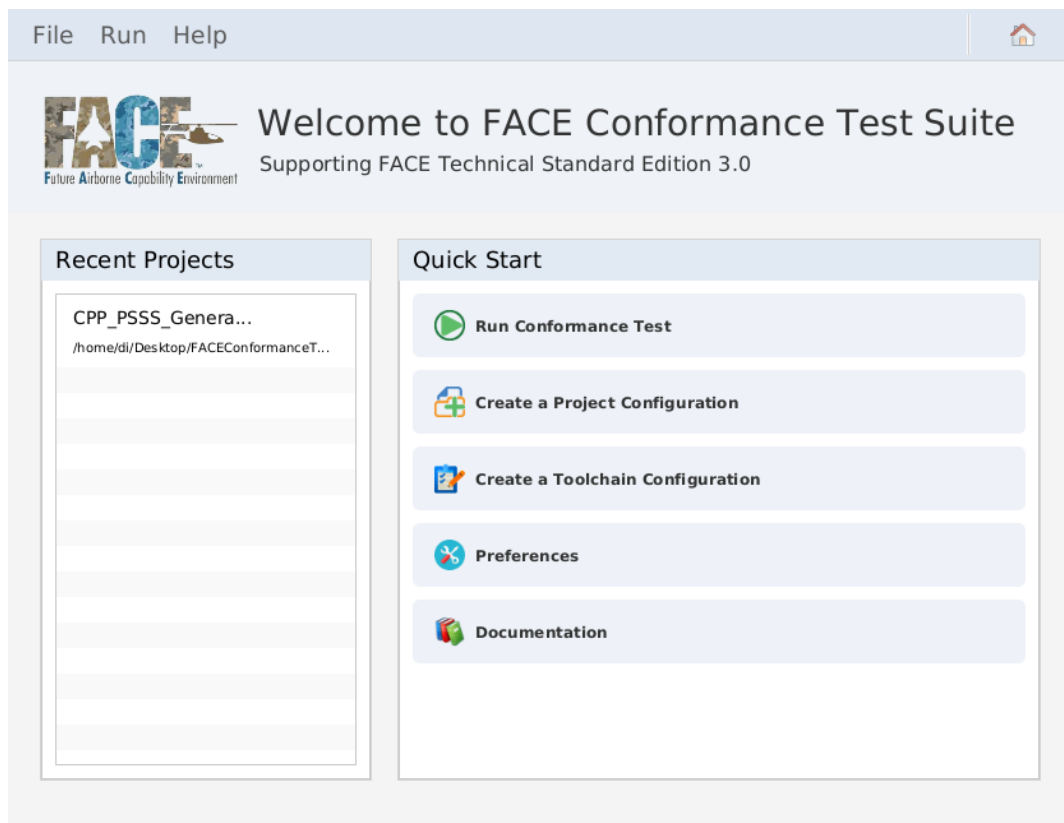 File Run Help
FACE
™
Future Airborne Capability Environment
Welcome to FACE Conformance Test Suite
Supporting FACE Technical Standard Edition 3.0
Recent Projects
CPP_PSSS_Genera...
/home/di/Desktop/FACEConformanceT...
Quick Start
Run Conformance Test
Create a Project Configuration
Create a Toolchain Configuration
Preferences
Documentation